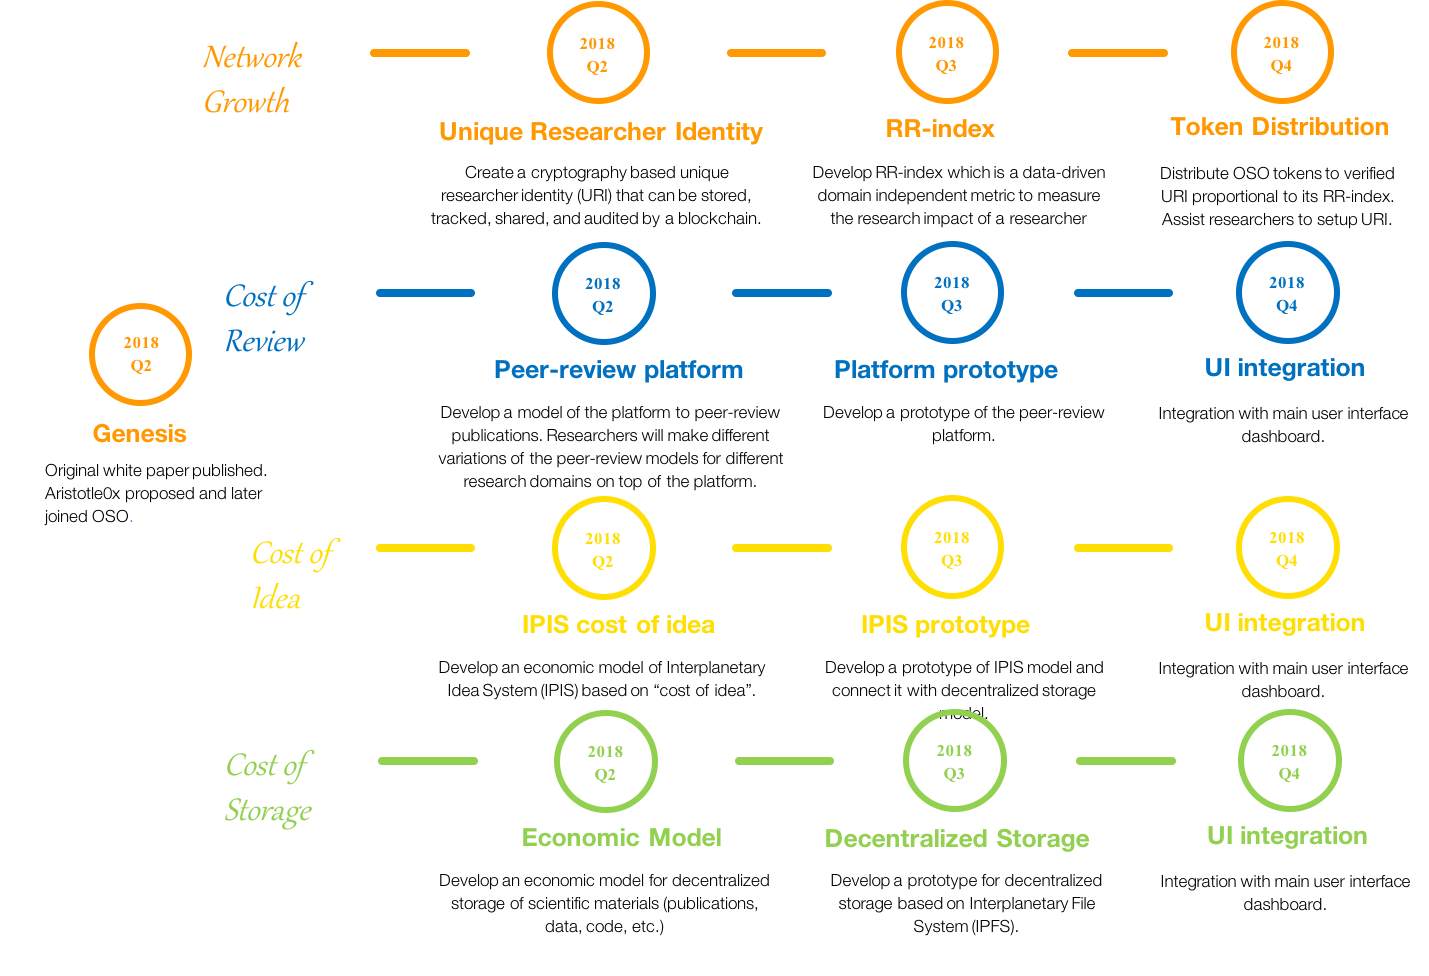 Network
Growth
2018
Q2
Unique Researcher Identity
Create a cryptography based unique
researcher identity (URI) that can be stored,
tracked, shared, and audited by a blockchain.
2018
Q3
RR-index
Develop RR-index which is a data-driven
domain independent metric to measure
the research impact of a researcher
2018
Q4
Token Distribution
Distribute OSO tokens to verified
URI proportional to its RR-index.
Assist researchers to setup URI.
2018
Q2
Genesis
Original white paper published.
Aristotle0x proposed and later
joined OSO.
Cost of
Review
2018
Q2
Peer-review platform
Develop a model of the platform to peer-review
publications. Researchers will make different
variations of the peer-review models for different
research domains on top of the platform.
2018
Q3
Platform prototype
Develop a prototype of the peer-review
platform.
2018
Q4
UI integration
Integration with main user interface
dashboard.
Cost of
Idea
2018
Q2
IPIS cost of idea
Develop an economic model of Interplanetary
Idea System (IPIS) based on “cost of idea”.
2018
Q3
IPIS prototype
Develop a prototype of IPIS model and
connect it with decentralized storage
model.
2018
Q4
UI integration
Integration with main user interface
dashboard.
Cost of
Storage
2018
Q2
Economic Model
Develop an economic model for decentralized
storage of scientific materials (publications,
data, code, etc.)
2018
Q3
Decentralized Storage
Develop a prototype for decentralized
storage based on Interplanetary File
System (IPFS).
2018
Q4
UI integration
Integration with main user interface
dashboard.